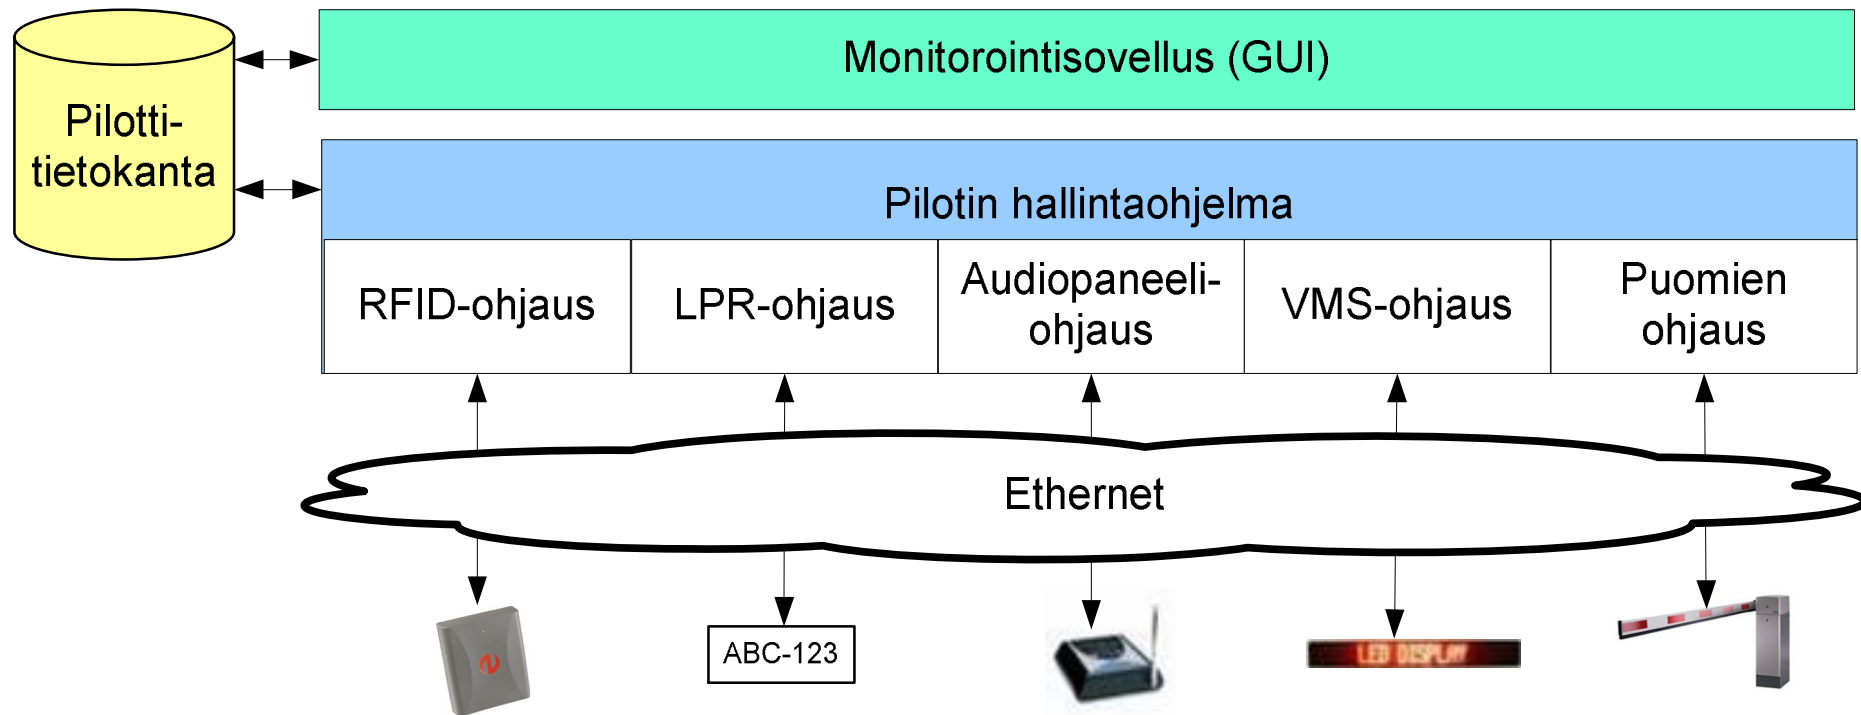 Monitorointisovellus (GUI)
Pilotti-
tietokanta
Pilotin hallintaohjelma
RFID-ohjaus
LPR-ohjaus
Audiopaneeli-
ohjaus
VMS-ohjaus
Puomien
ohjaus
Ethernet
ABC-123
LED DISPLAY